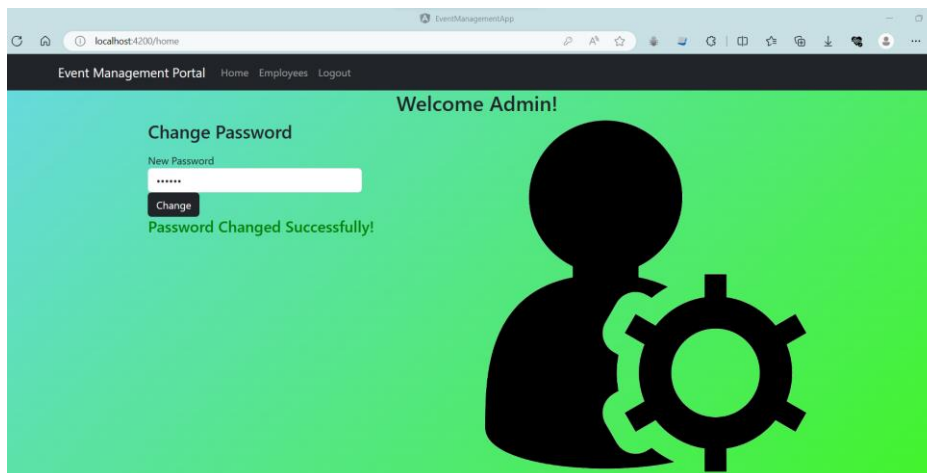 EventManagementApp
localhost:4200/home
Event Management Portal Home Employees Logout
Welcome Admin!
Change Password
New Password
••••••
Change
Password Changed Successfully!